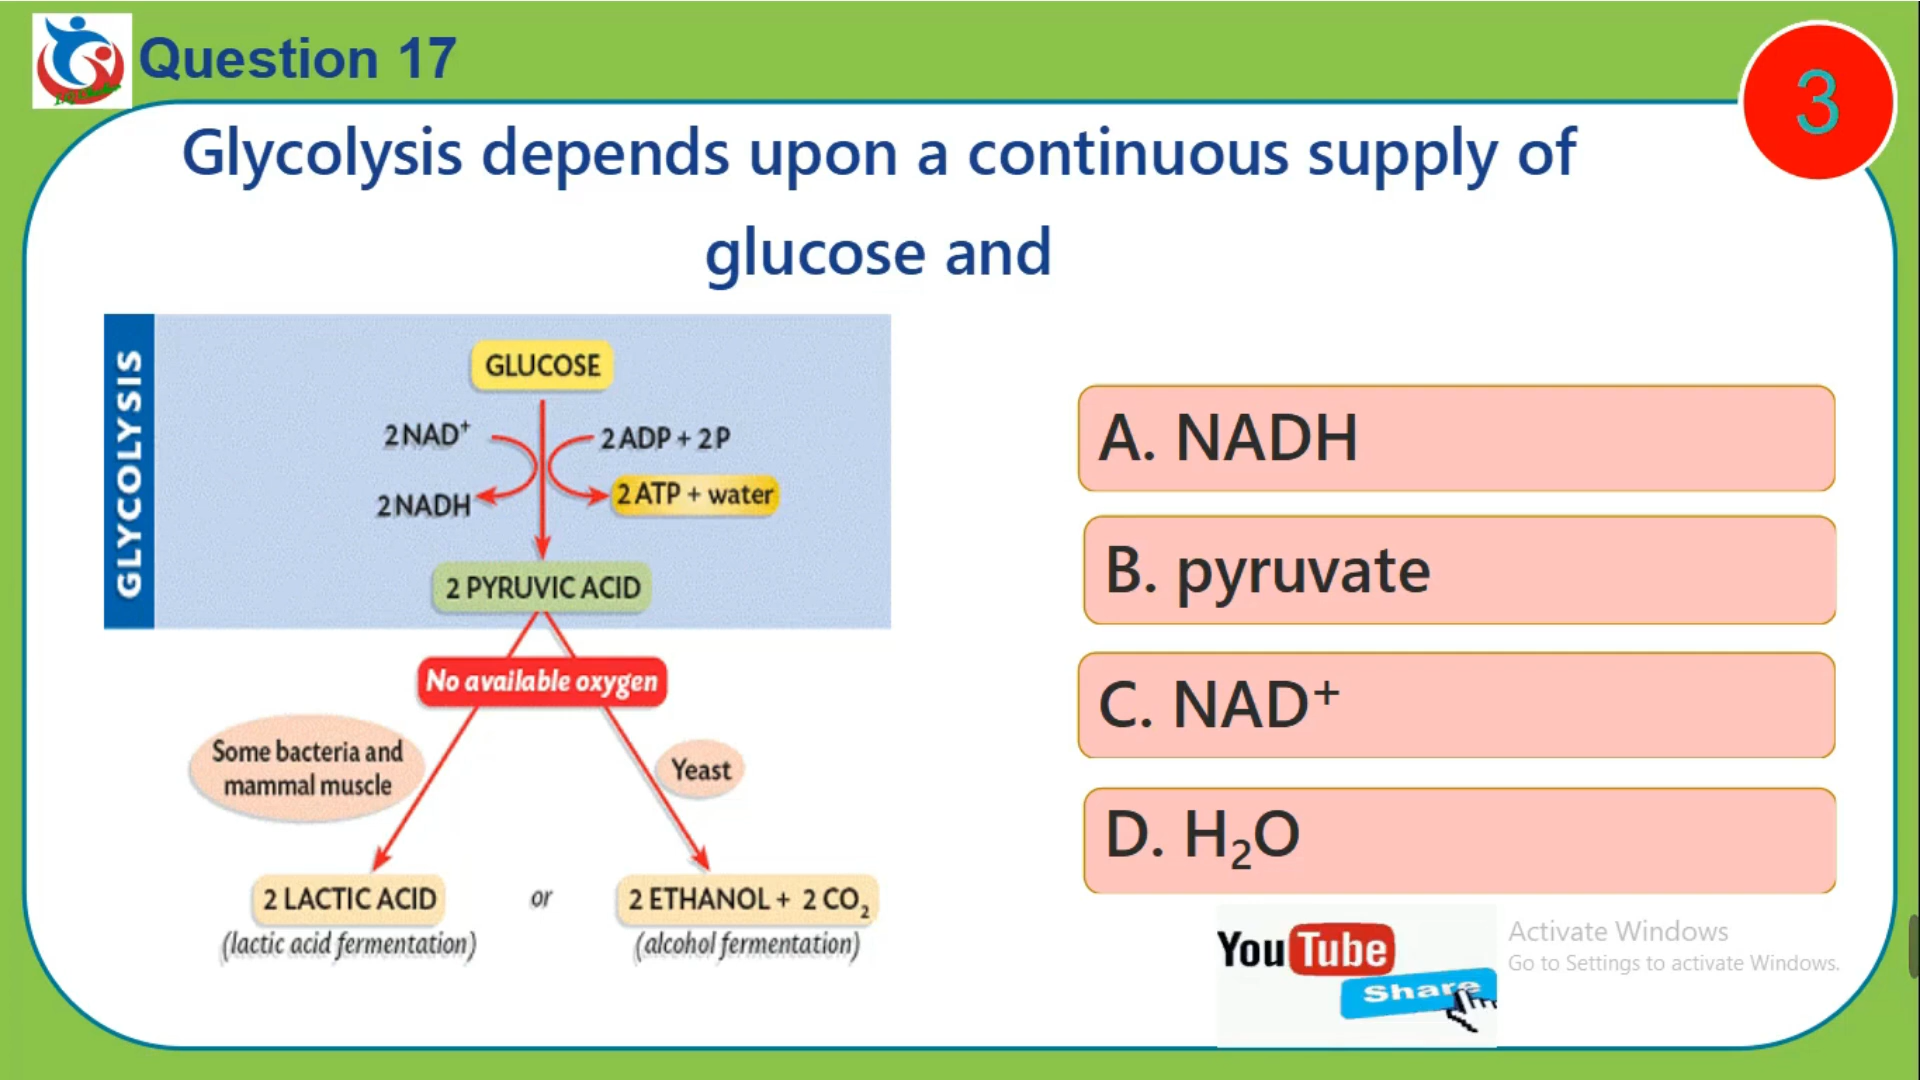 Question 17
3
Glycolysis depends upon a continuous supply of
glucose and
GLYCOLYSIS
GLUCOSE
2 NAD⁺
2 ADP + 2 P
2 NADH
2 ATP + water
2 PYRUVIC ACID
No available oxygen
Some bacteria and
mammal muscle
Yeast
2 LACTIC ACID
or
2 ETHANOL + 2 CO₂
(lactic acid fermentation)
(alcohol fermentation)
A. NADH
B. pyruvate
C. NAD⁺
D. H₂O
YouTube
Share
Activate Windows
Go to Settings to activate Windows.